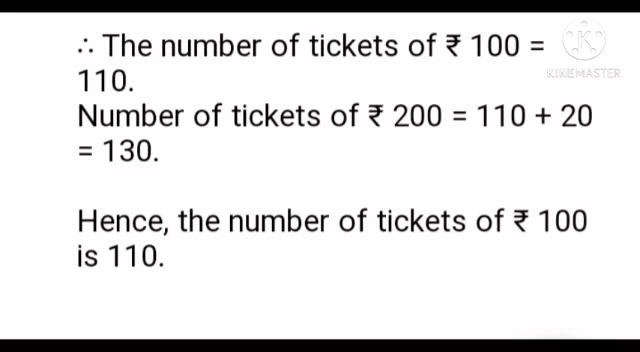 ∴ The number of tickets of ₹ 100 =
110.
Number of tickets of ₹ 200 = 110 + 20
= 130.
Hence, the number of tickets of ₹ 100
is 110.
K
KINEMASTER